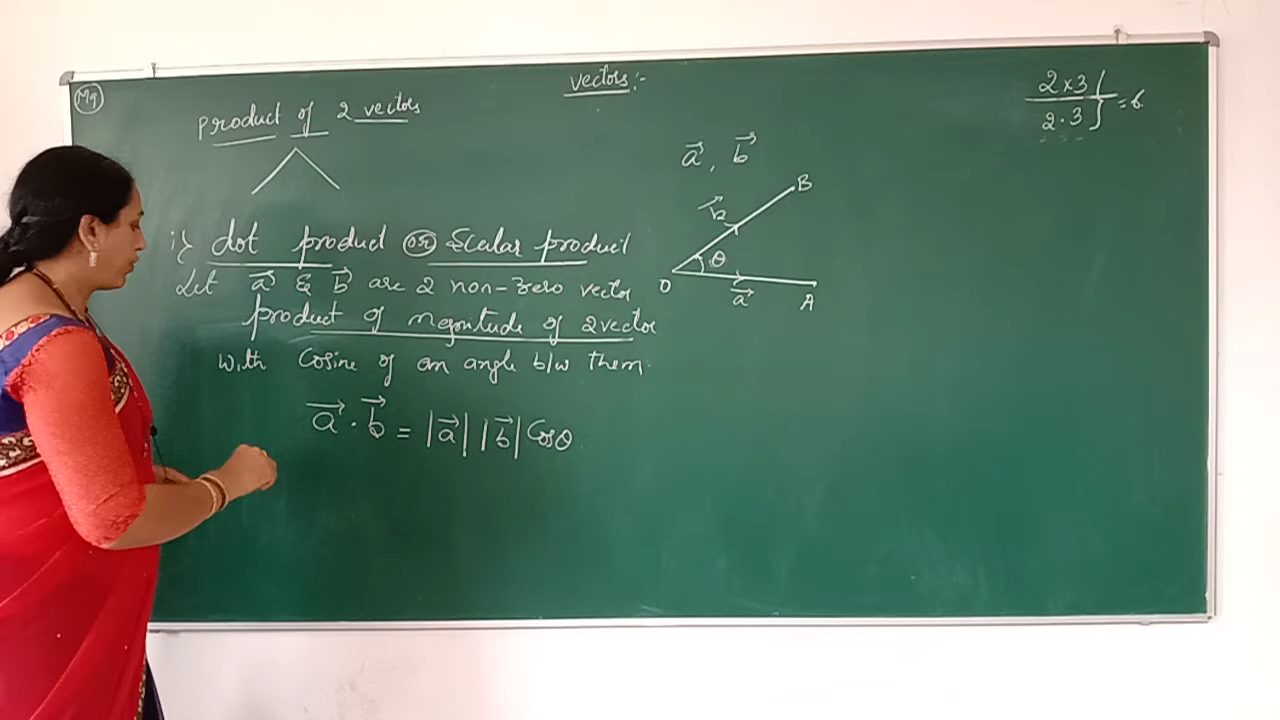 M9
vectors:-
product of 2 vectors
2 × 3
2 · 3 } = 6
a⃗, b⃗
B
b⃗
θ
O
a⃗
A
i) dot product (or) Scalar product
Let a⃗ & b⃗ are 2 non-zero vector
product of magnitude of 2 vector
with Cosine of an angle b/w them.
a⃗ · b⃗ = |a⃗| |b⃗| Cosθ